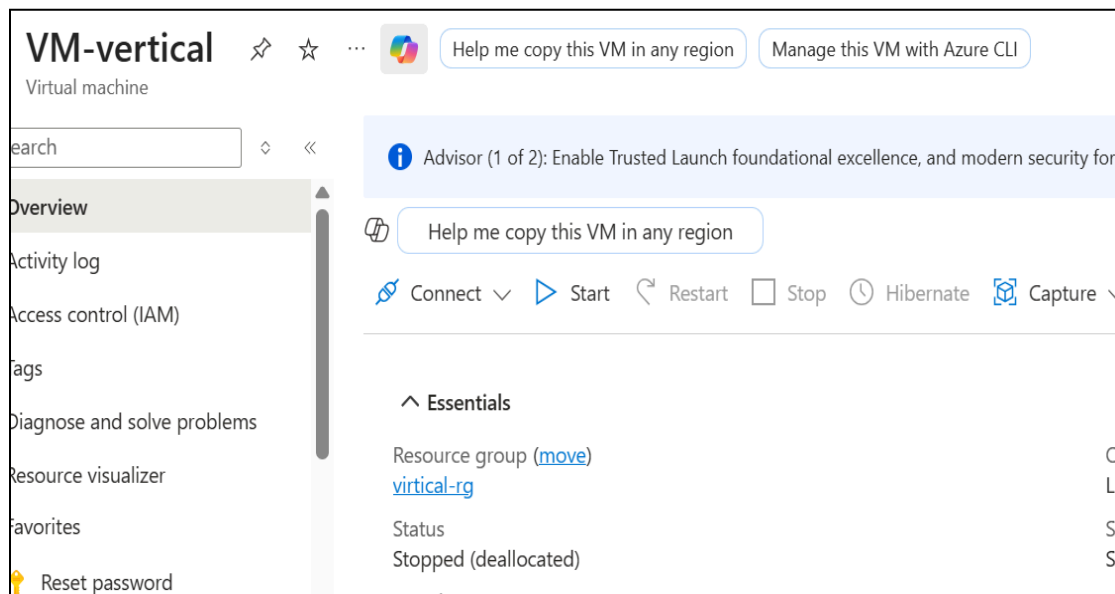 VM-vertical
Help me copy this VM in any region
Manage this VM with Azure CLI
Virtual machine
earch
Advisor (1 of 2): Enable Trusted Launch foundational excellence, and modern security for
Overview
Help me copy this VM in any region
Activity log
Connect Start Restart Stop Hibernate Capture
Access control (IAM)
Tags
Essentials
Diagnose and solve problems
Resource group (move)
Resource visualizer
virtical-rg
Favorites
Status
Stopped (deallocated)
Reset password